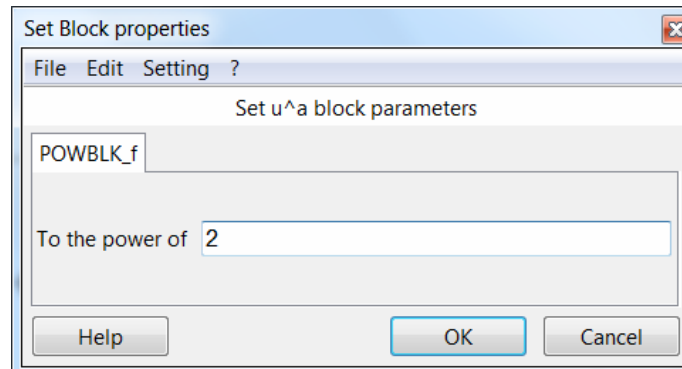 Set Block properties
File Edit Setting ?
Set u^a block parameters
POWBLK_f
To the power of 2
Help OK Cancel